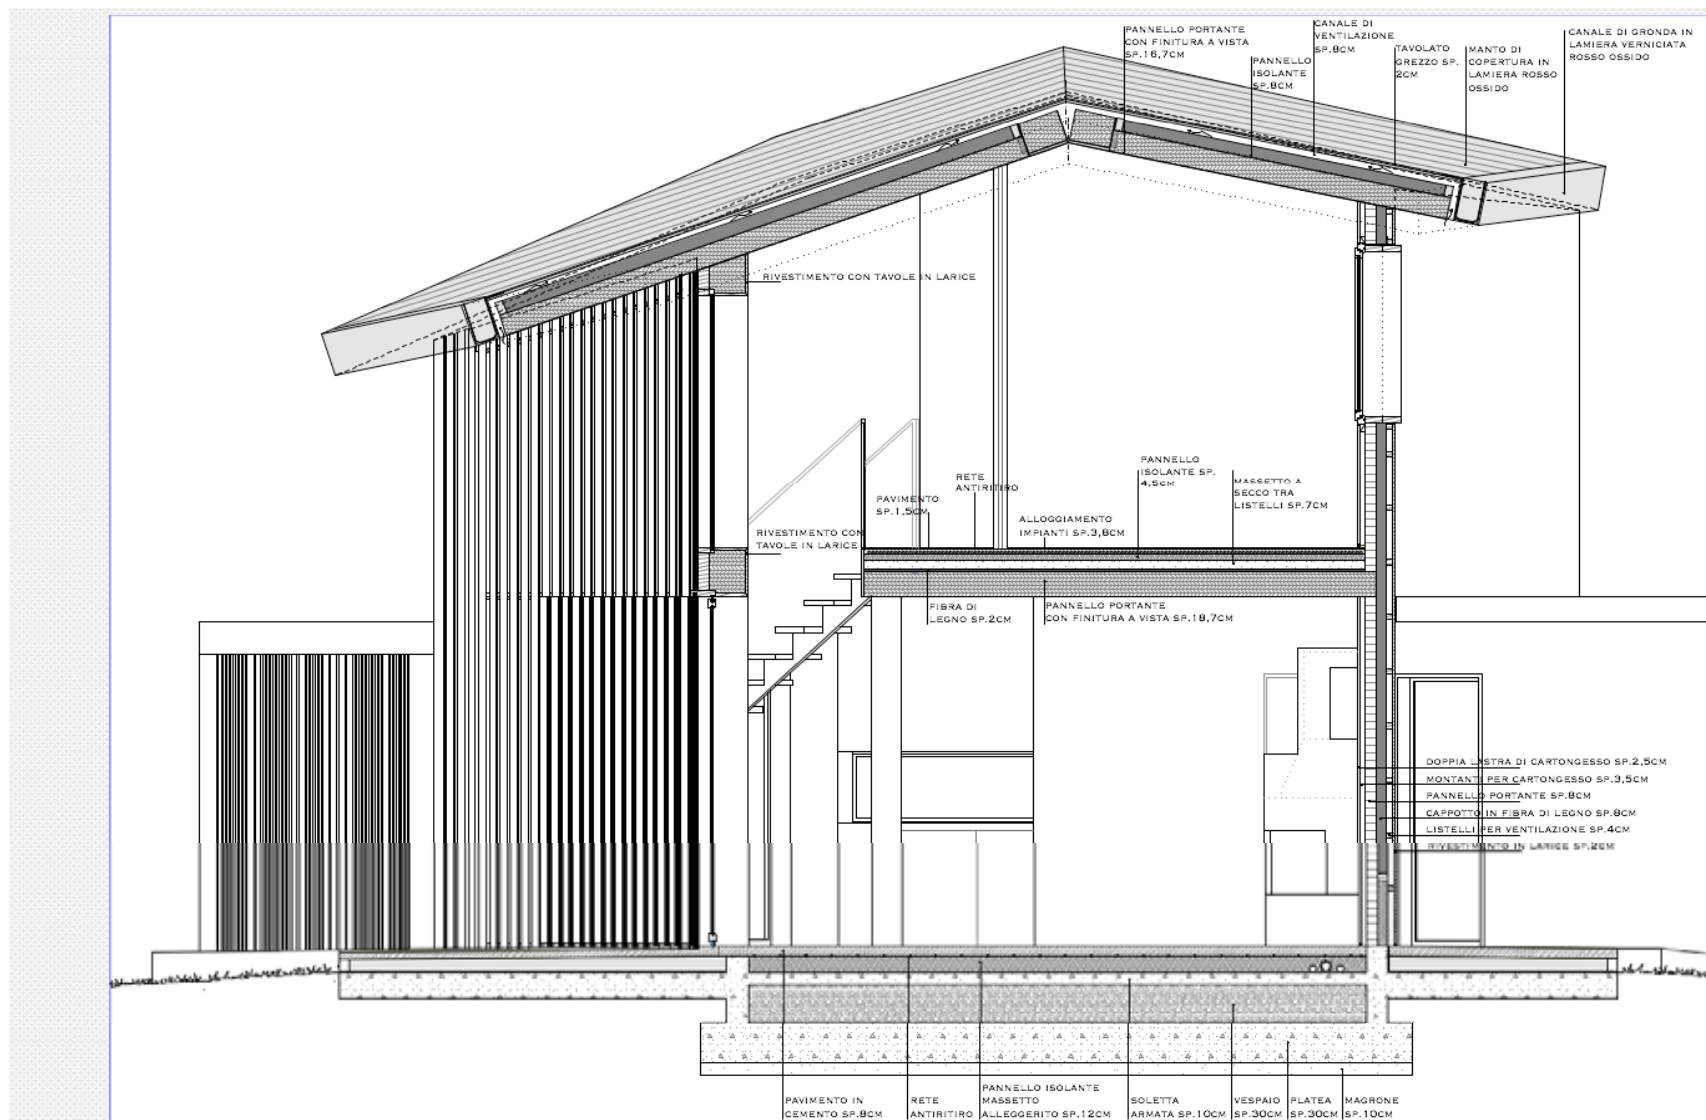 PANNELLO PORTANTE
CON FINITURA A VISTA
SP.16,7CM
PANNELLO
ISOLANTE
SP.8CM
CANALE DI
VENTILAZIONE
SP.8CM
TAVOLATO
GREZZO SP.
2CM
MANTO DI
COPERTURA IN
LAMIERA ROSSO
OSSIDO
CANALE DI GRONDA IN
LAMIERA VERNICIATA
ROSSO OSSIDO
RIVESTIMENTO CON TAVOLE IN LARICE
PAVIMENTO
SP.1,5CM
RETE
ANTIRITIRO
PANNELLO
ISOLANTE SP.
4,5CM
MASSETTO A
SECCO TRA
LISTELLI SP.7CM
ALLOGGIAMENTO
IMPIANTI SP.3,8CM
RIVESTIMENTO CON
TAVOLE IN LARICE
FIBRA DI
LEGNO SP.2CM
PANNELLO PORTANTE
CON FINITURA A VISTA SP.18,7CM
DOPPIA LASTRA DI CARTONGESSO SP.2,5CM
MONTANTI PER CARTONGESSO SP.3,5CM
PANNELLO PORTANTE SP.8CM
CAPPOTTO IN FIBRA DI LEGNO SP.8CM
LISTELLI PER VENTILAZIONE SP.4CM
RIVESTIMENTO IN LARICE SP.2CM
PAVIMENTO IN
CEMENTO SP.8CM
RETE
ANTIRITIRO
PANNELLO ISOLANTE
MASSETTO
ALLEGGERITO SP.12CM
SOLETTA
ARMATA SP.10CM
VESPAIO
SP.30CM
PLATEA
SP.30CM
MAGRONE
SP.10CM